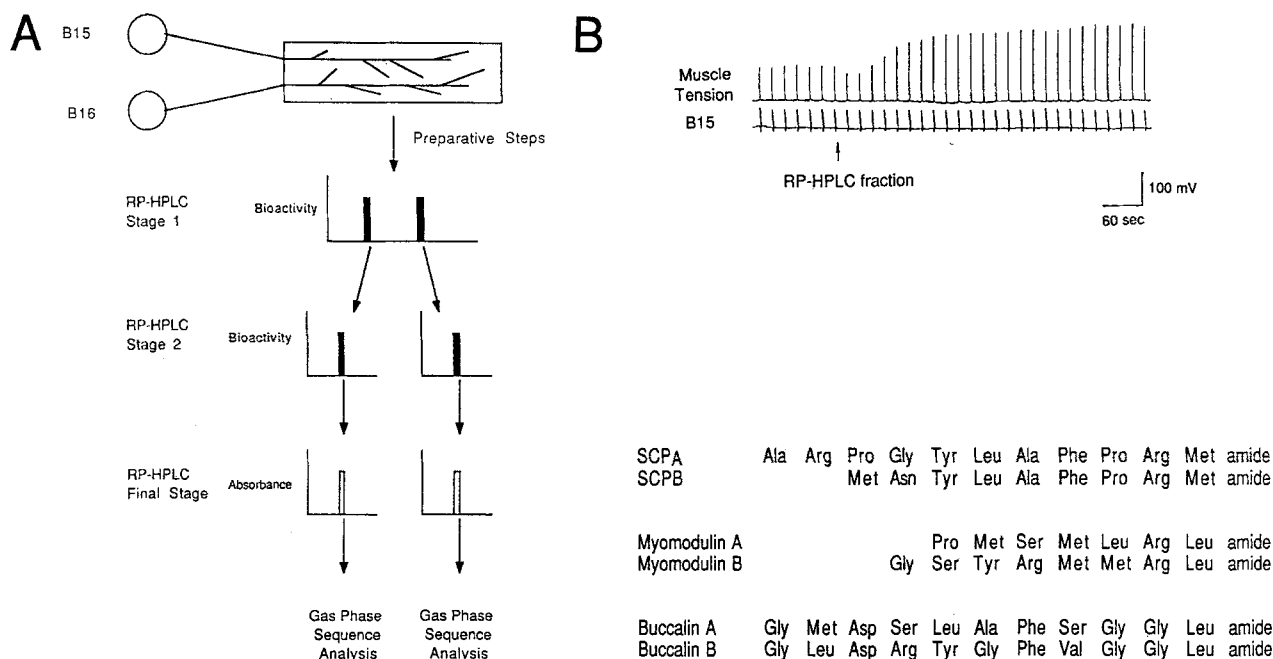 A
B15
B16
Preparative Steps
RP-HPLC
Stage 1
Bioactivity
RP-HPLC
Stage 2
Bioactivity
RP-HPLC
Final Stage
Absorbance
Gas Phase
Sequence
Analysis
Gas Phase
Sequence
Analysis
B
Muscle
Tension
B15
RP-HPLC fraction
100 mV
60 sec
SCPA Ala Arg Pro Gly Tyr Leu Ala Phe Pro Arg Met amide
SCPB Met Asn Tyr Leu Ala Phe Pro Arg Met amide
Myomodulin A Pro Met Ser Met Leu Arg Leu amide
Myomodulin B Gly Ser Tyr Arg Met Met Arg Leu amide
Buccalin A Gly Met Asp Ser Leu Ala Phe Ser Gly Gly Leu amide
Buccalin B Gly Leu Asp Arg Tyr Gly Phe Val Gly Gly Leu amide